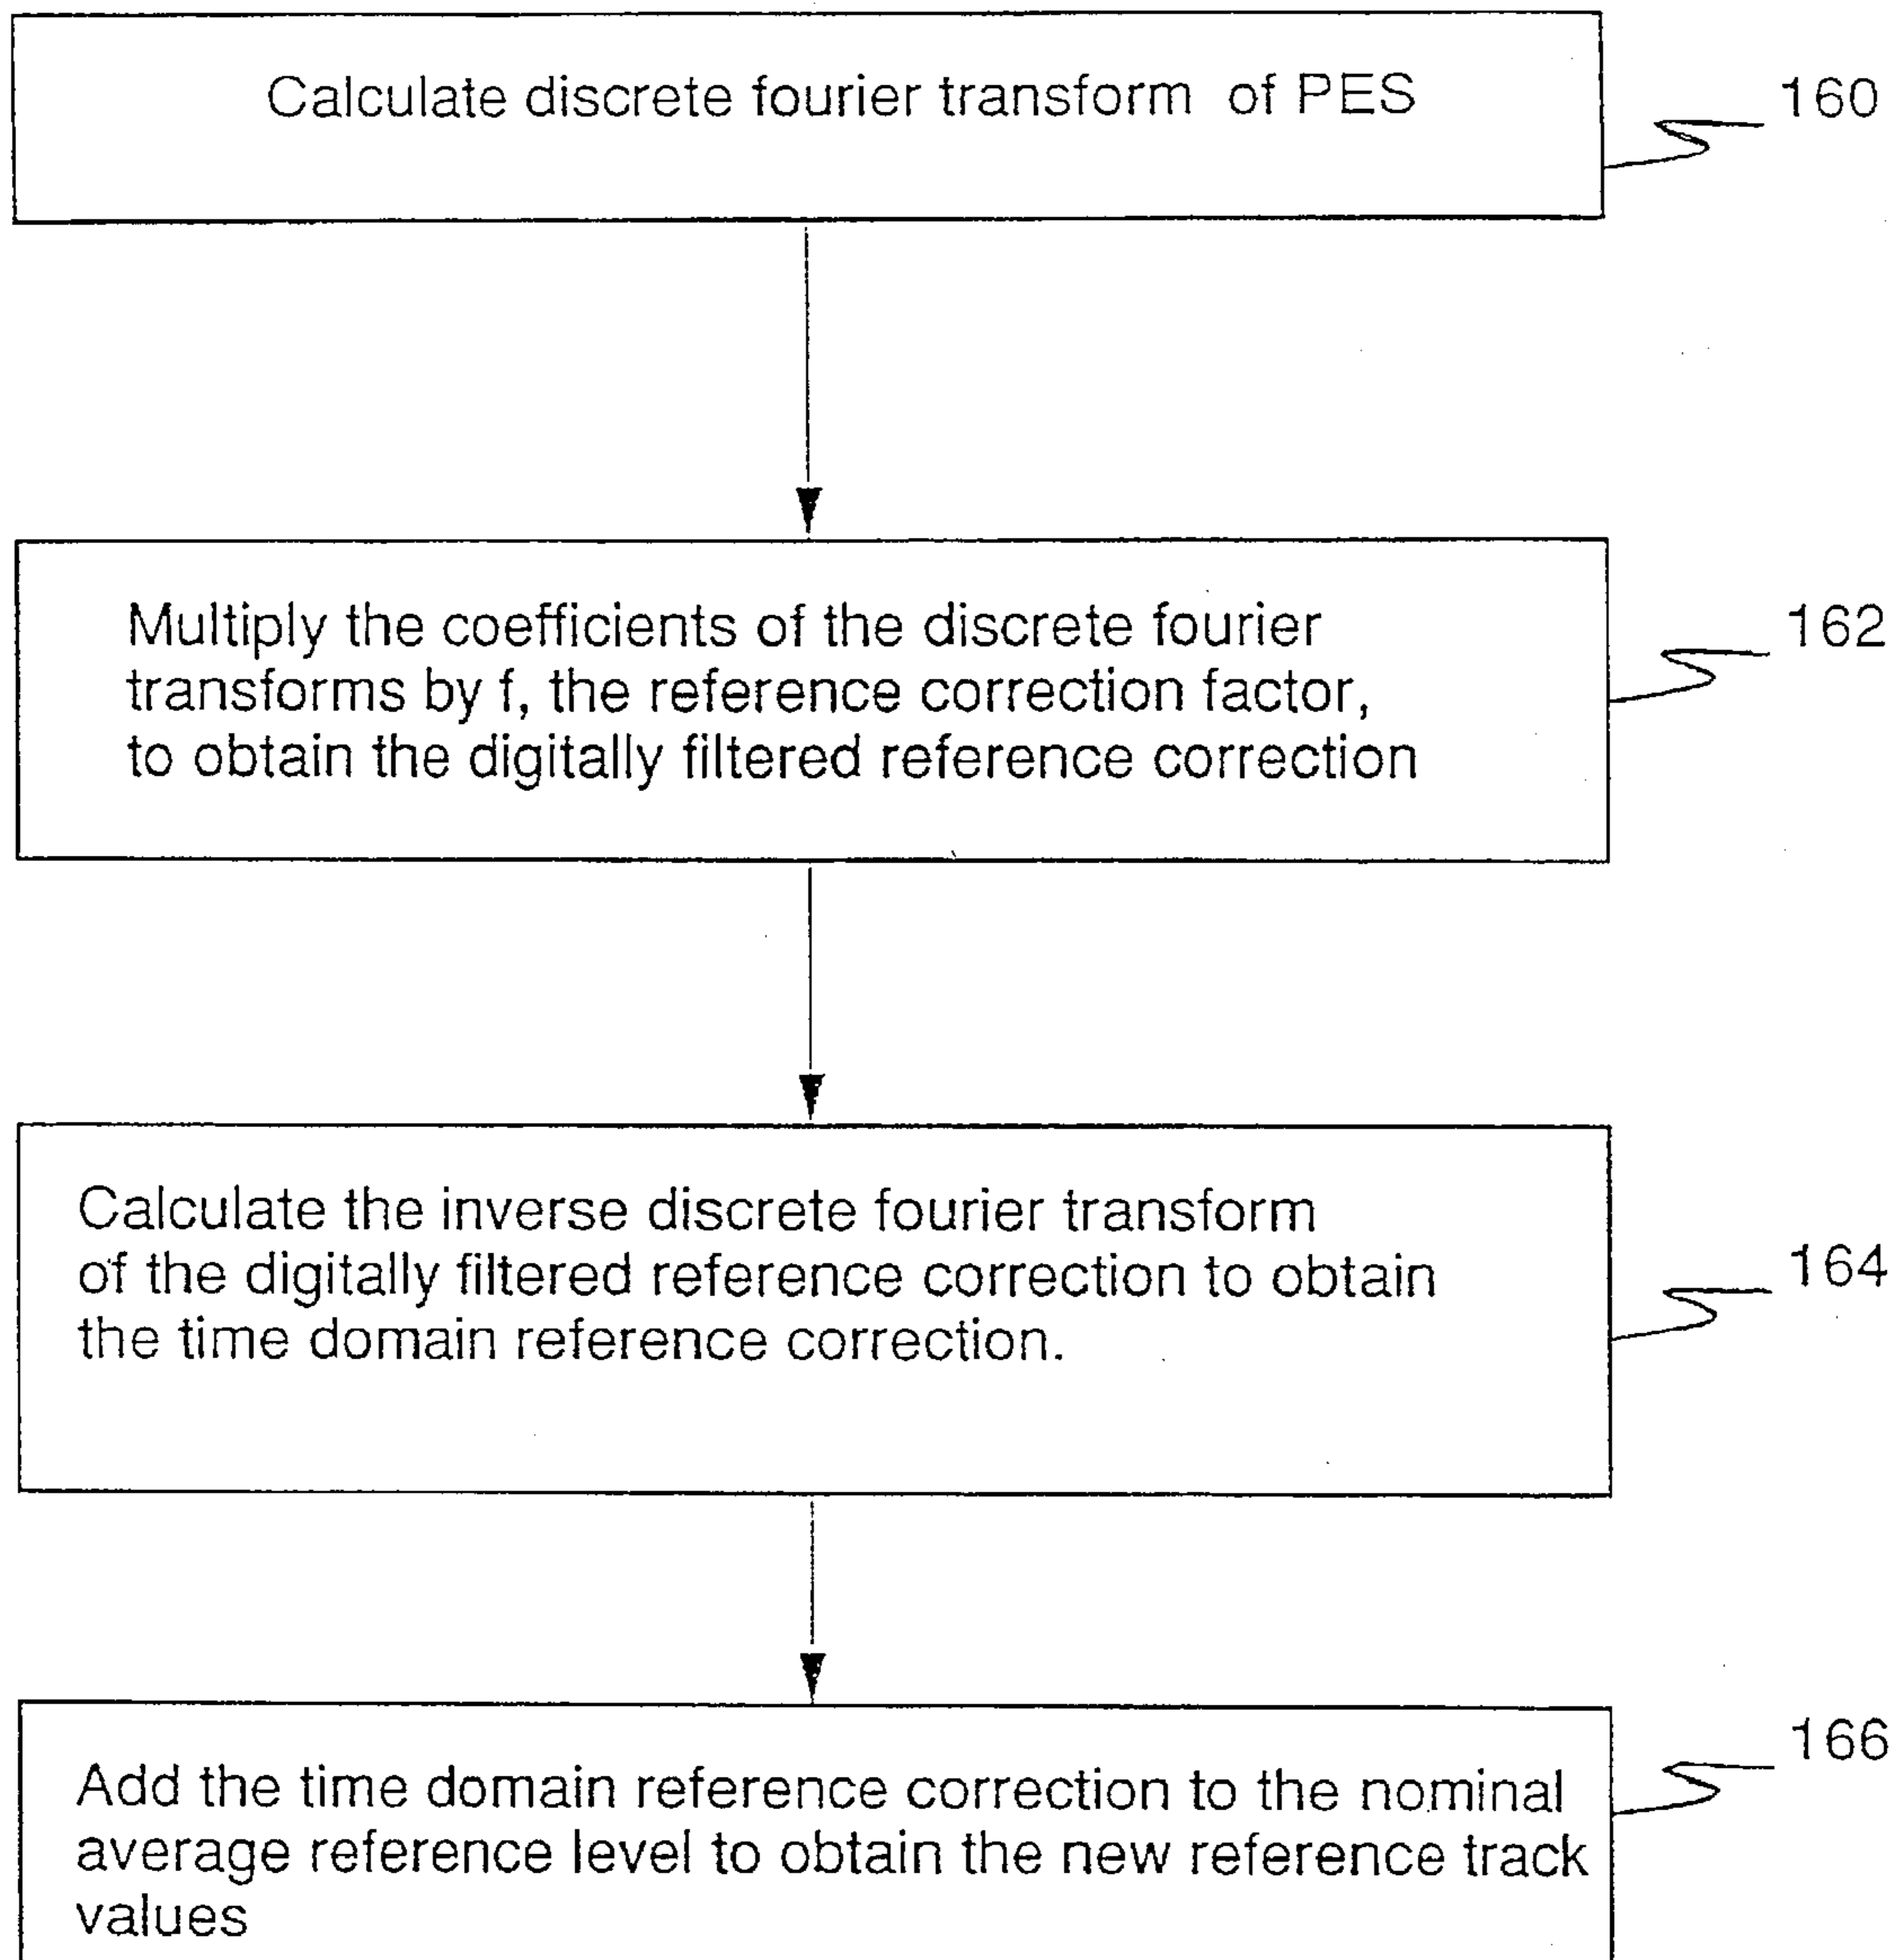 Calculate discrete fourier transform of PES
160
Multiply the coefficients of the discrete fourier
transforms by f, the reference correction factor,
to obtain the digitally filtered reference correction
162
Calculate the inverse discrete fourier transform
of the digitally filtered reference correction to obtain
the time domain reference correction.
164
Add the time domain reference correction to the nominal
average reference level to obtain the new reference track
values
166